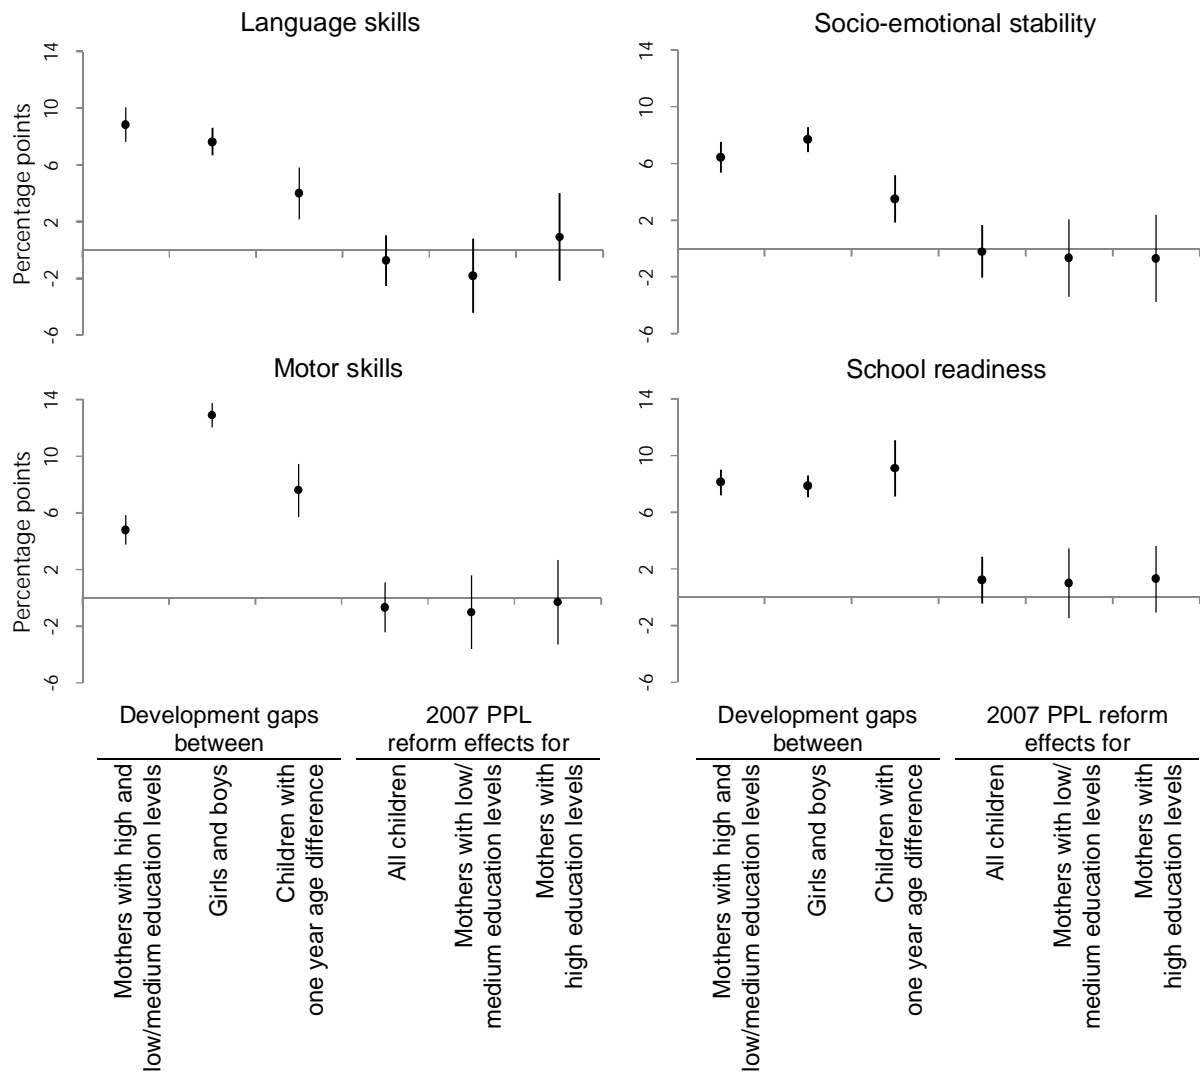 Language skills
Percentage points
14
10
6
2
-2
-6
Socio-emotional stability
14
10
6
2
-2
-6
Motor skills
Percentage points
14
10
6
2
-2
-6
School readiness
14
10
6
2
-2
-6
Development gaps
between
Mothers with high and
low/medium education levels
Girls and boys
Children with
one year age difference
2007 PPL
reform effects for
All children
Mothers with low/
medium education levels
Mothers with
high education levels
Development gaps
between
Mothers with high and
low/medium education levels
Girls and boys
Children with
one year age difference
2007 PPL reform
effects for
All children
Mothers with low/
medium education levels
Mothers with
high education levels